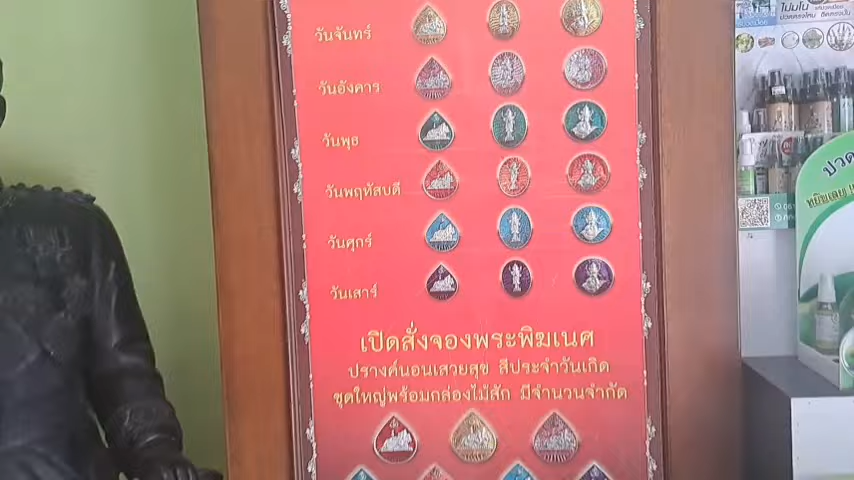 วันจันทร์
วันอังคาร
วันพุธ
วันพฤหัสบดี
วันศุกร์
วันเสาร์
เปิดสั่งจองพระพิฆเนศ
ปรางค์นอนเสวยสุข สีประจำวันเกิด
ชุดใหญ่พร้อมกล่องไม้สัก มีจำนวนจำกัด